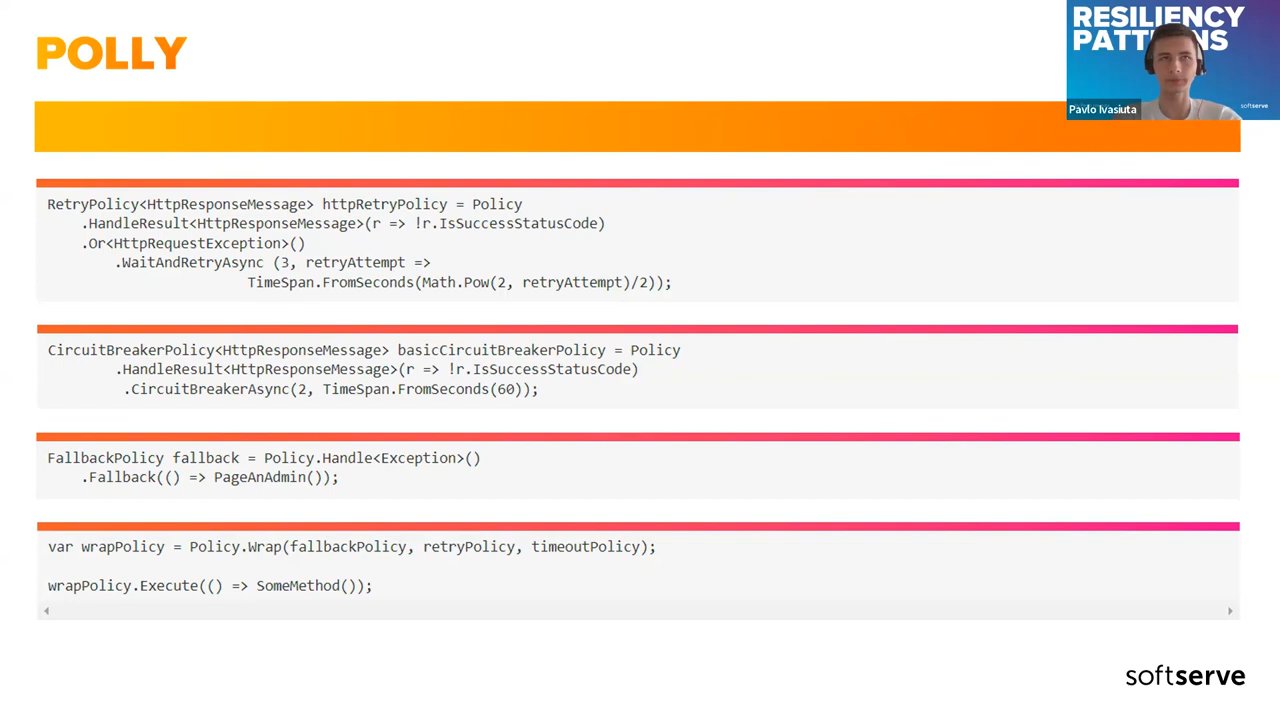 POLLY
RESILIENCY
PATTERNS
Pavlo Ivasiuta
softserve
RetryPolicy<HttpResponseMessage> httpRetryPolicy = Policy
.HandleResult<HttpResponseMessage>(r => !r.IsSuccessStatusCode)
.Or<HttpRequestException>()
.WaitAndRetryAsync (3, retryAttempt =>
TimeSpan.FromSeconds(Math.Pow(2, retryAttempt)/2));
CircuitBreakerPolicy<HttpResponseMessage> basicCircuitBreakerPolicy = Policy
.HandleResult<HttpResponseMessage>(r => !r.IsSuccessStatusCode)
.CircuitBreakerAsync(2, TimeSpan.FromSeconds(60));
FallbackPolicy fallback = Policy.Handle<Exception>()
.Fallback(() => PageAnAdmin());
var wrapPolicy = Policy.Wrap(fallbackPolicy, retryPolicy, timeoutPolicy);
wrapPolicy.Execute(() => SomeMethod());
softserve